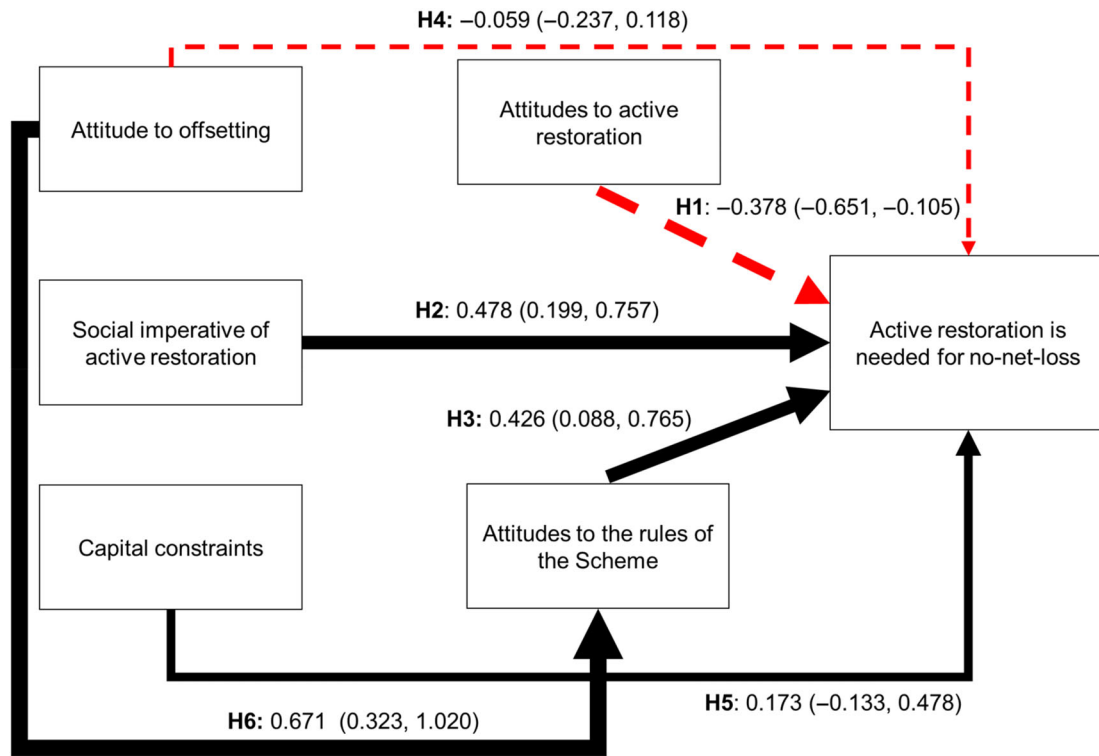 H4: –0.059 (–0.237, 0.118)
Attitude to offsetting
Attitudes to active
restoration
H1: –0.378 (–0.651, -0.105)
Social imperative of
active restoration
H2: 0.478 (0.199, 0.757)
Active restoration is
needed for no-net-loss
H3: 0.426 (0.088, 0.765)
Capital constraints
Attitudes to the rules of
the Scheme
H5: 0.173 (–0.133, 0.478)
H6: 0.671 (0.323, 1.020)